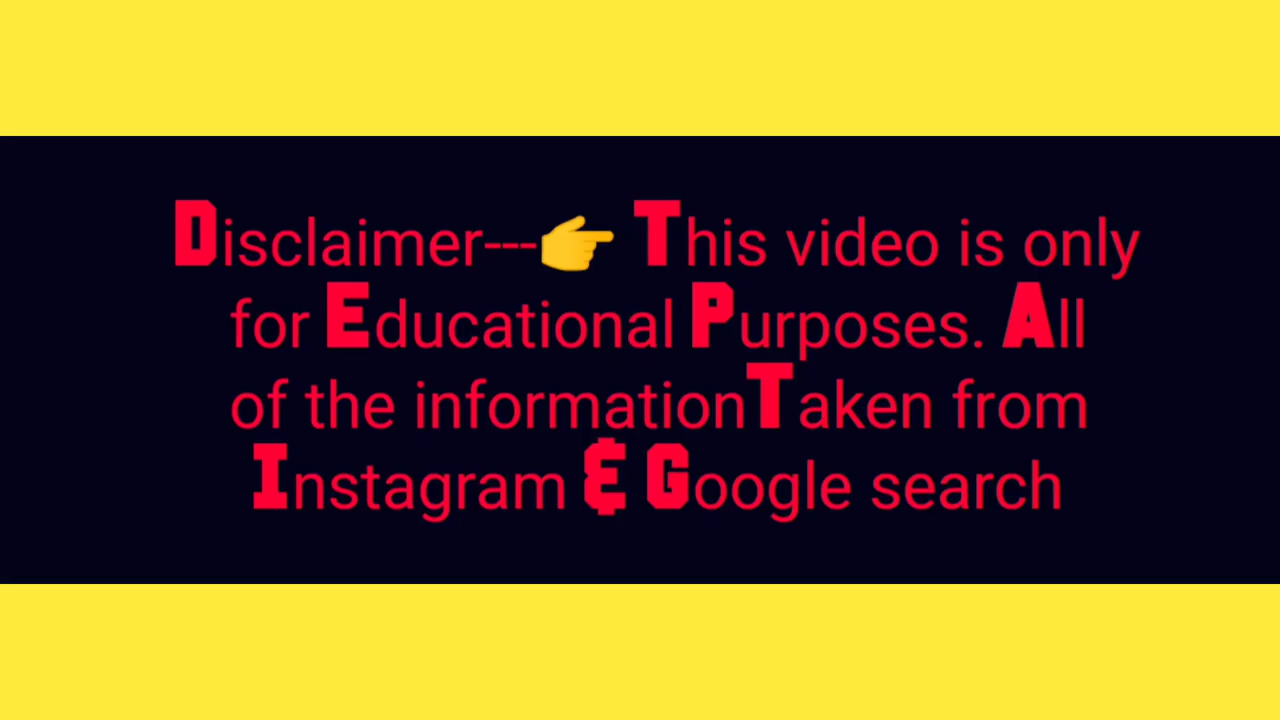 Disclaimer---👉 This video is only
for Educational Purposes. All
of the informationTaken from
Instagram & Google search